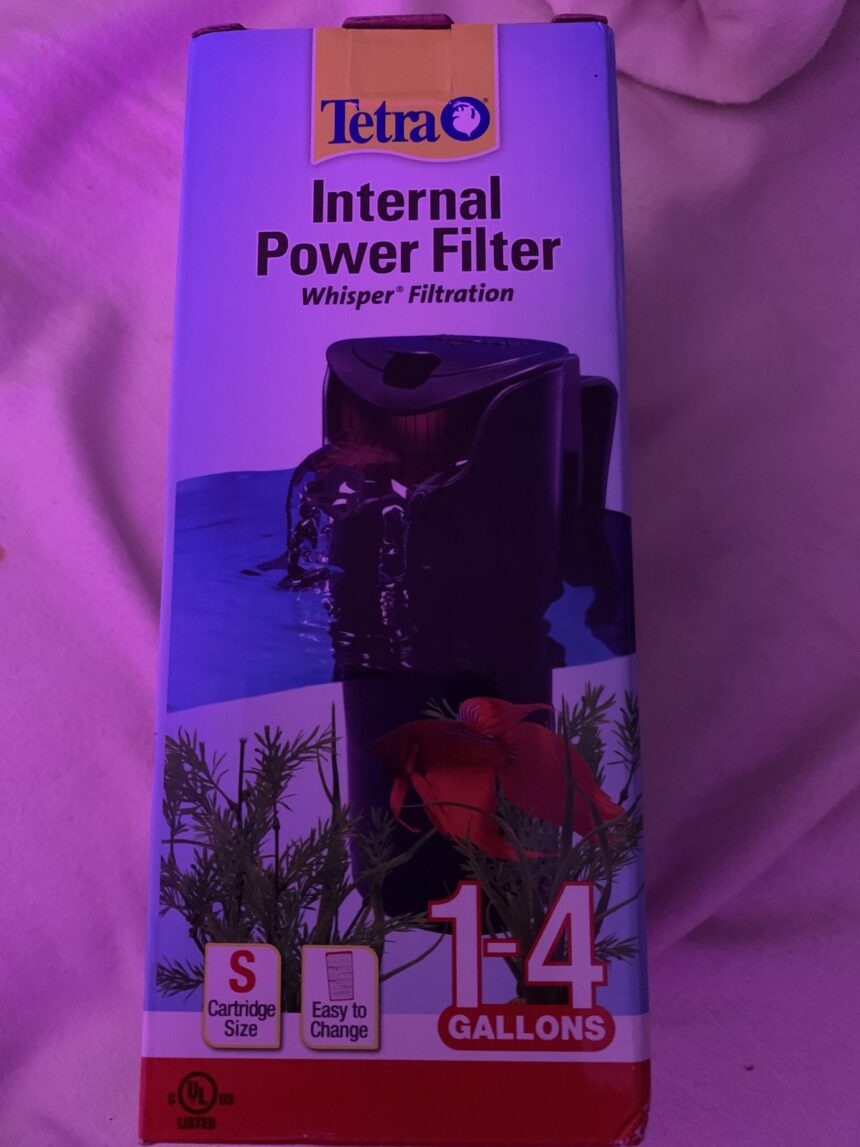 Tetra
Internal
Power Filter
Whisper® Filtration
S
Cartridge
Size
Easy to
Change
1-4
GALLONS
C UL US
LISTED